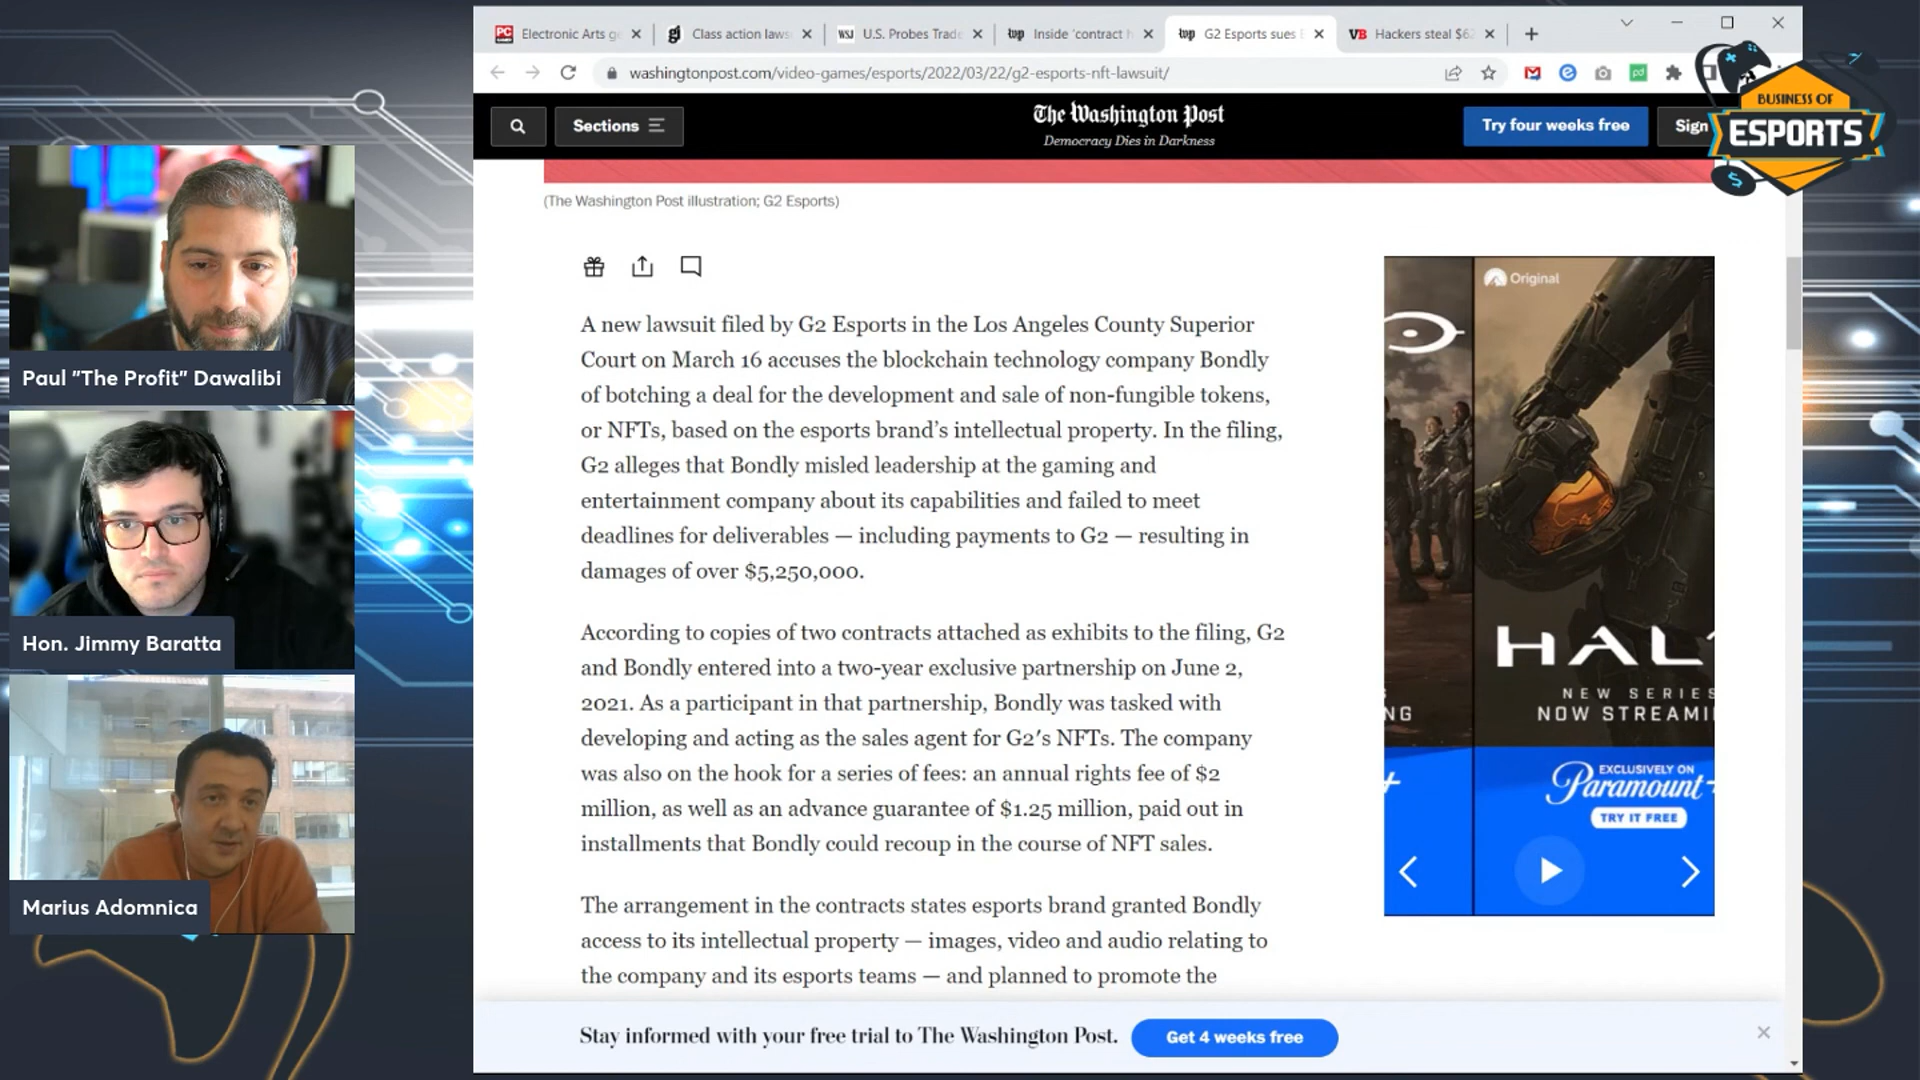 Electronic Arts ge
Class action laws
U.S. Probes Trade
Inside 'contract h
G2 Esports sues
Hackers steal $6
washingtonpost.com/video-games/esports/2022/03/22/g2-esports-nft-lawsuit/
BUSINESS OF
ESPORTS
Sections
The Washington Post
Democracy Dies in Darkness
Try four weeks free
Sign
(The Washington Post illustration; G2 Esports)
A new lawsuit filed by G2 Esports in the Los Angeles County Superior
Court on March 16 accuses the blockchain technology company Bondly
of botching a deal for the development and sale of non-fungible tokens,
or NFTs, based on the esports brand's intellectual property. In the filing,
G2 alleges that Bondly misled leadership at the gaming and
entertainment company about its capabilities and failed to meet
deadlines for deliverables — including payments to G2 — resulting in
damages of over $5,250,000.
According to copies of two contracts attached as exhibits to the filing, G2
and Bondly entered into a two-year exclusive partnership on June 2,
2021. As a participant in that partnership, Bondly was tasked with
developing and acting as the sales agent for G2's NFTs. The company
was also on the hook for a series of fees: an annual rights fee of $2
million, as well as an advance guarantee of $1.25 million, paid out in
installments that Bondly could recoup in the course of NFT sales.
The arrangement in the contracts states esports brand granted Bondly
access to its intellectual property — images, video and audio relating to
the company and its esports teams — and planned to promote the
Original
HAL
NEW SERIES
NOW STREAMI
NG
EXCLUSIVELY ON
Paramount+
TRY IT FREE
Stay informed with your free trial to The Washington Post.
Get 4 weeks free
Paul "The Profit" Dawalibi
Hon. Jimmy Baratta
Marius Adomnica